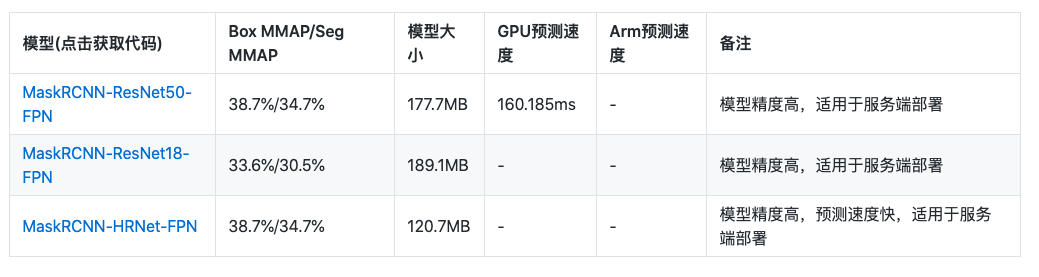 模型(点击获取代码) Box MMAP/Seg MMAP 模型大小 GPU预测速度 Arm预测速度 备注
MaskRCNN-ResNet50-FPN 38.7%/34.7% 177.7MB 160.185ms - 模型精度高，适用于服务端部署
MaskRCNN-ResNet18-FPN 33.6%/30.5% 189.1MB - - 模型精度高，适用于服务端部署
MaskRCNN-HRNet-FPN 38.7%/34.7% 120.7MB - - 模型精度高，预测速度快，适用于服务端部署